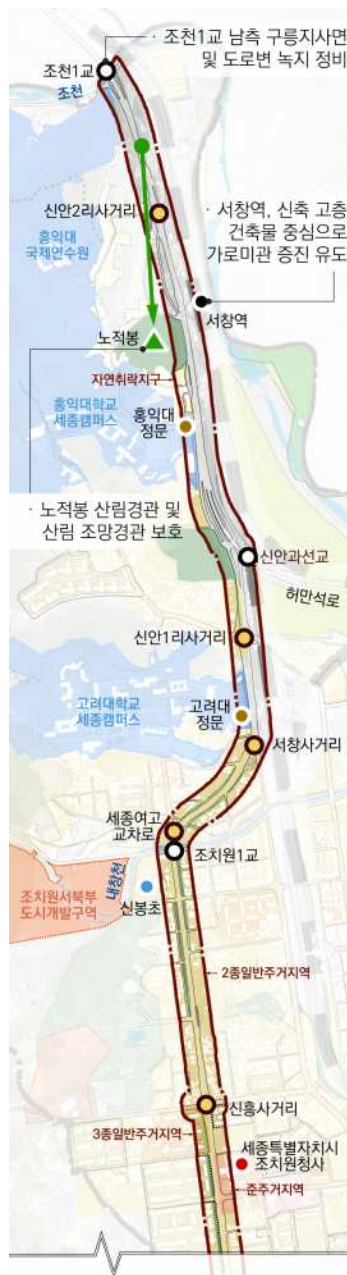 · 조천1교 남측 구릉지사면
및 도로변 녹지 정비
조천1교
조천
신안2리사거리
홍익대
국제연수원
· 서창역, 신축 고층
건축물 중심으로
가로미관 증진 유도
서창역
노적봉
자연취락지구
홍익대학교
세종캠퍼스
홍익대
정문
· 노적봉 산림경관 및
산림 조망경관 보호
신안과선교
허만석로
신안1리사거리
고려대학교
세종캠퍼스
고려대
정문
서창사거리
세종여고
교차로
조치원1교
조치원서북부
도시개발구역
내창천
신봉초
2종일반주거지역
신흥사거리
3종일반주거지역
세종특별자치시
조치원청사
준주거지역